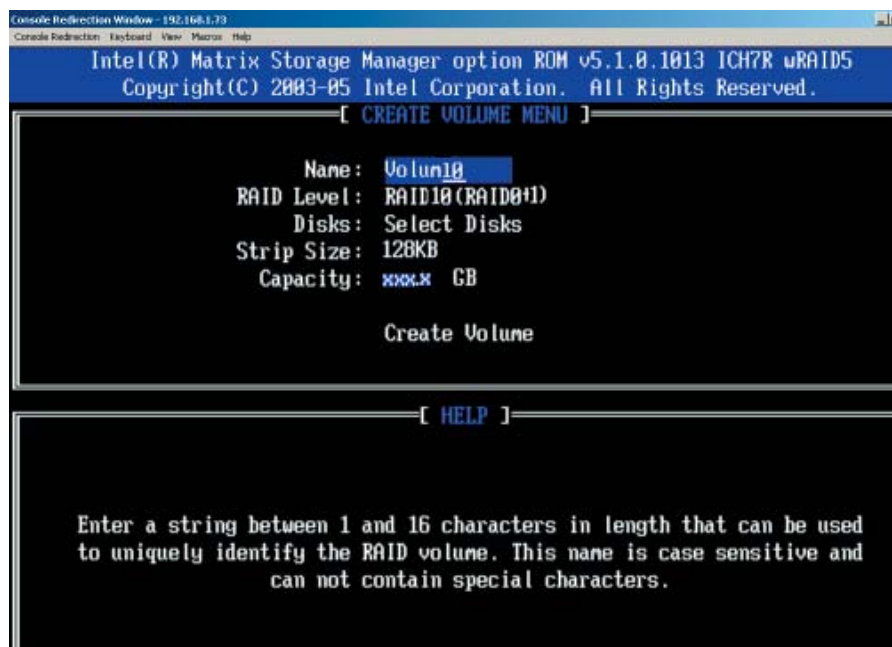 Console Redirection Window - 192.168.1.73
Console Redirection Keyboard View Macros Help
Intel(R) Matrix Storage Manager option ROM v5.1.0.1013 ICH7R wRAID5
Copyright(C) 2003-05 Intel Corporation. All Rights Reserved.
[ CREATE VOLUME MENU ]
Name: Volum10
RAID Level: RAID10(RAID0+1)
Disks: Select Disks
Strip Size: 128KB
Capacity: xxx.x GB
Create Volume
[ HELP ]
Enter a string between 1 and 16 characters in length that can be used
to uniquely identify the RAID volume. This name is case sensitive and
can not contain special characters.